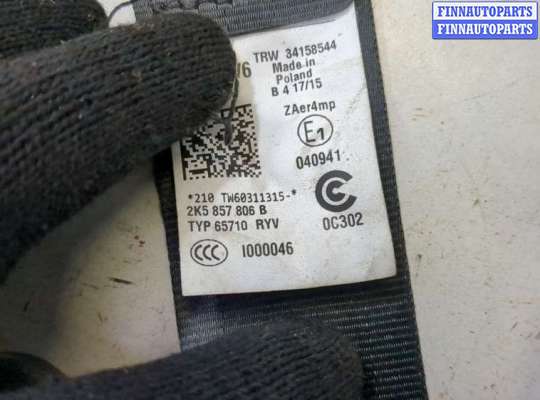 FINNAUTOPARTS
FINNAUTOPARTS
TRW 34158544
Made in
Poland
B 4 17/15
ZAer4mp
E1
040941
*210 TW60311315-*
2K5 857 806 B
TYP 65710 RYV
0C302
CCC I000046